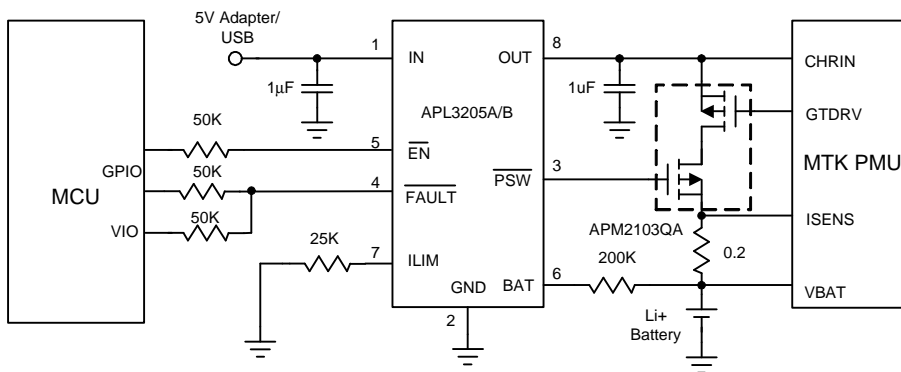 5V Adapter/
USB
1
8
IN
OUT
CHRIN
1μF
1uF
APL3205A/B
GTDRV
50K
5
EN
GPIO
50K
3
PSW
MTK PMU
MCU
4
FAULT
50K
VIO
ISENS
APM2103QA
25K
7
ILIM
200K
0.2
GND
BAT
6
VBAT
2
Li+
Battery